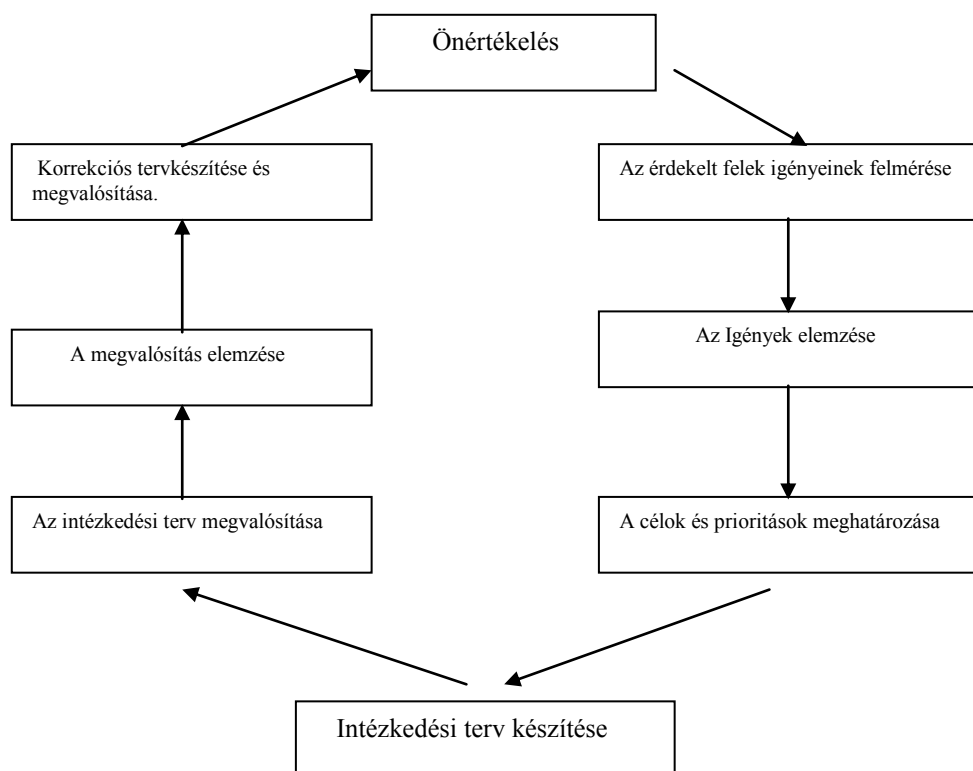 Önértékelés
Korrekciós tervkészítése és
megvalósítása.
Az érdekelt felek igényeinek felmérése
A megvalósítás elemzése
Az Igények elemzése
Az intézkedési terv megvalósítása
A célok és prioritások meghatározása
Intézkedési terv készítése